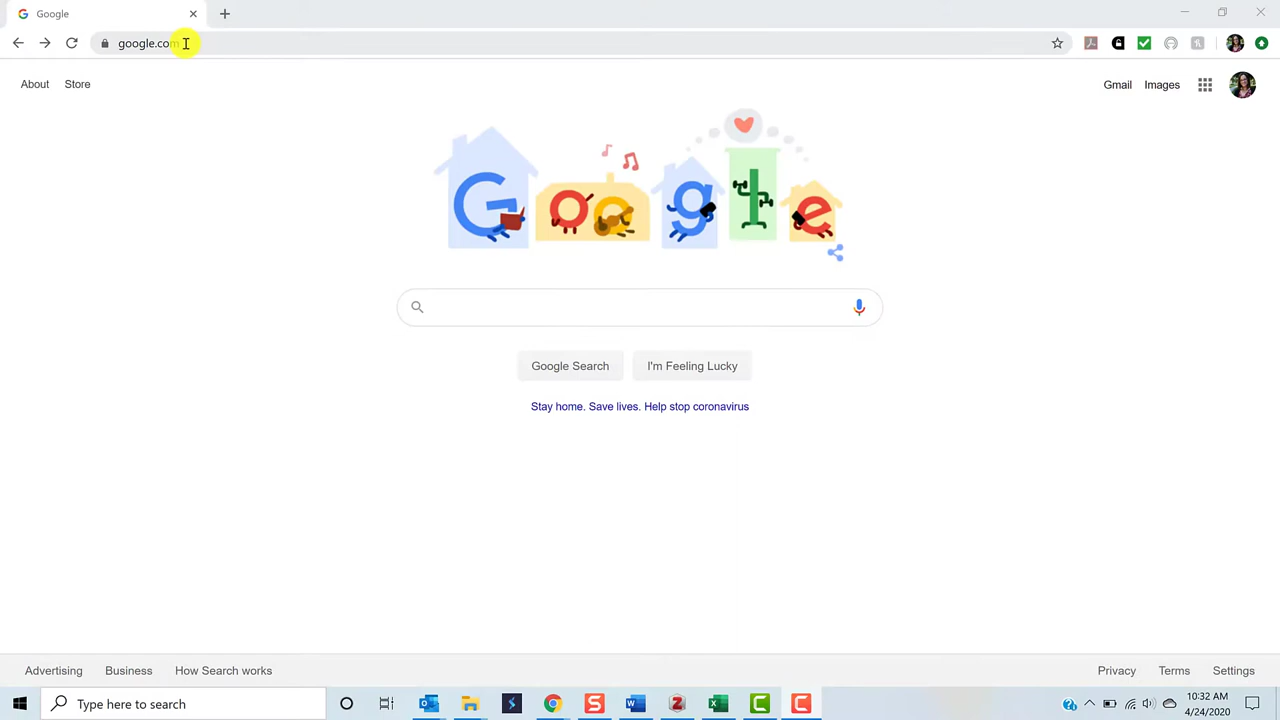 Google
google.com
About Store
Gmail Images
Google
Google Search I'm Feeling Lucky
Stay home. Save lives. Help stop coronavirus
Advertising Business How Search works
Privacy Terms Settings
Type here to search
10:32 AM
4/24/2020